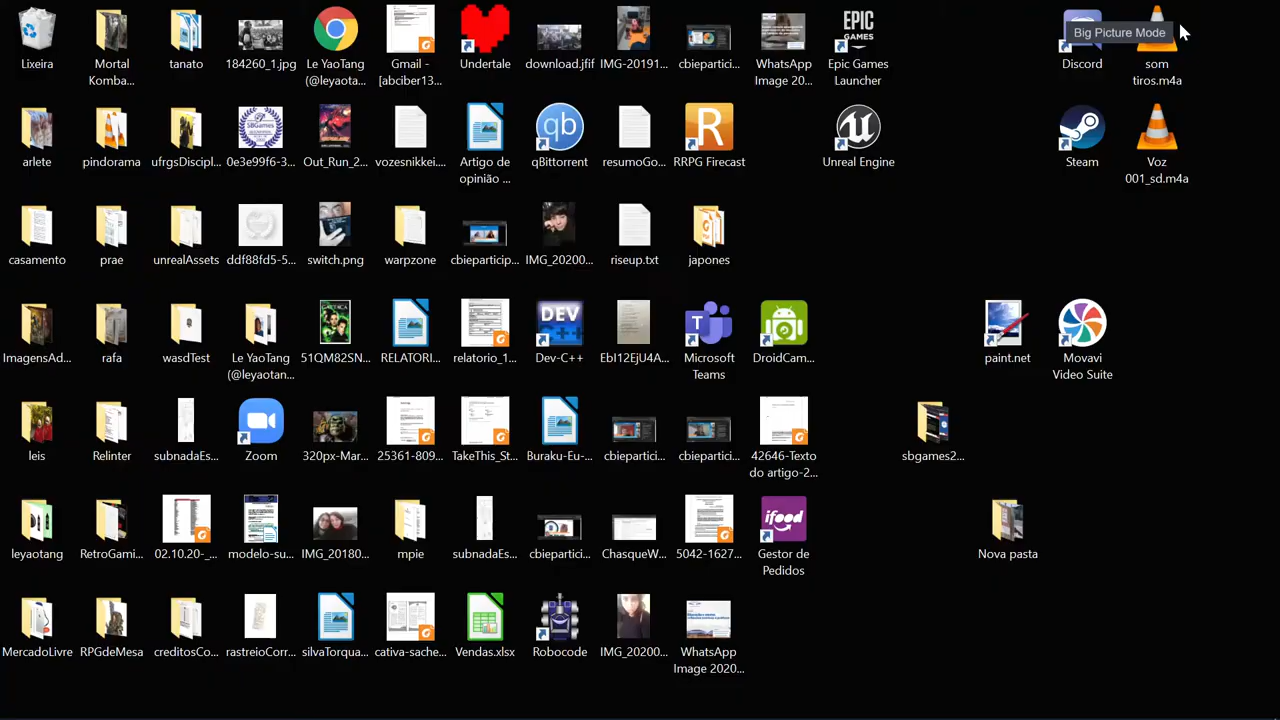 Big Picture Mode
Lixeira
Mortal
Komba...
tanato
184260_1.jpg
Le YaoTang
(@leyaota...
Gmail -
[abciber13...
Undertale
download.jfif
IMG-20191...
cbieparticip...
WhatsApp
Image 20...
EPIC
GAMES
Epic Games
Launcher
Discord
som
tiros.m4a
arlete
pindorama
ufrgsDiscipl...
SBGames
0e3e99f6-3...
Out_Run_2...
vozesnikkei...
Artigo de
opinião ...
qb
qBittorrent
resumoGo...
R
RRPG Firecast
Unreal Engine
Steam
Voz
001_sd.m4a
casamento
prae
unrealAssets
ddf88fd5-5...
switch.png
warpzone
cbieparticip...
IMG_20200...
riseup.txt
japones
ImagensAd...
rafa
wasdTest
Le YaoTang
(@leyaotan...
51QM82SN...
RELATORI...
relatorio_1...
DEV
C++
Dev-C++
EbI12EjU4A...
T
Microsoft
Teams
DroidCam...
paint.net
Movavi
Video Suite
leis
Relinter
subnadaEs...
Zoom
320px-Mar...
25361-809...
TakeThis_St...
Buraku-Eu-...
cbiepartici...
cbiepartici...
42646-Texto
do artigo-2...
sbgames2...
leyaotang
RetroGami...
02.10.20-_...
modelo-su...
IMG_20180...
mpie
subnadaEs...
cbieparticip...
ChasqueW...
5042-1627...
ifood
Gestor de
Pedidos
Nova pasta
MercadoLivre
RPGdeMesa
creditosCo...
rastreioCorr...
silvaTorqua...
cativa-sache...
Vendas.xlsx
Robocode
IMG_20200...
WhatsApp
Image 2020...